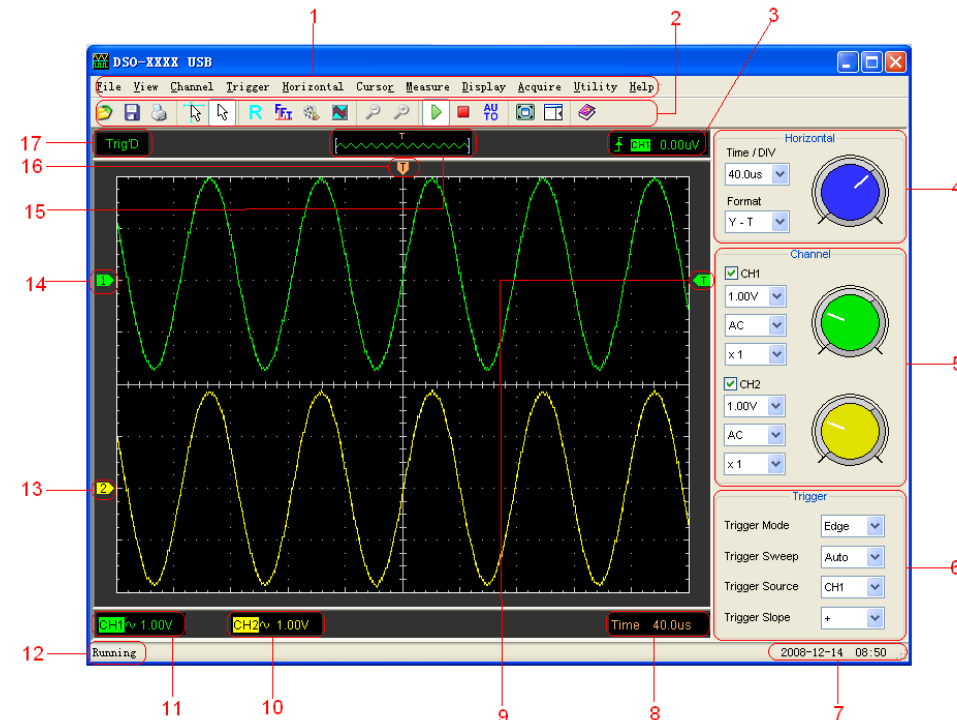 1
2
3
DSO-XXXX USB
File View Channel Trigger Horizontal Cursor Measure Display Acquire Utility Help
R FFT AUTO
17
Trig'D
T
CH1 0.00uV
16
T
15
14
1
T
13
2
CH1 1.00V
CH2 1.00V
Time 40.0us
12
Running
2008-12-14 08:50
11
10
9
8
7
Horizontal
Time / DIV
40.0us
Format
Y - T
4
Channel
CH1
1.00V
AC
x 1
5
CH2
1.00V
AC
x 1
Trigger
Trigger Mode Edge
Trigger Sweep Auto
6
Trigger Source CH1
Trigger Slope +